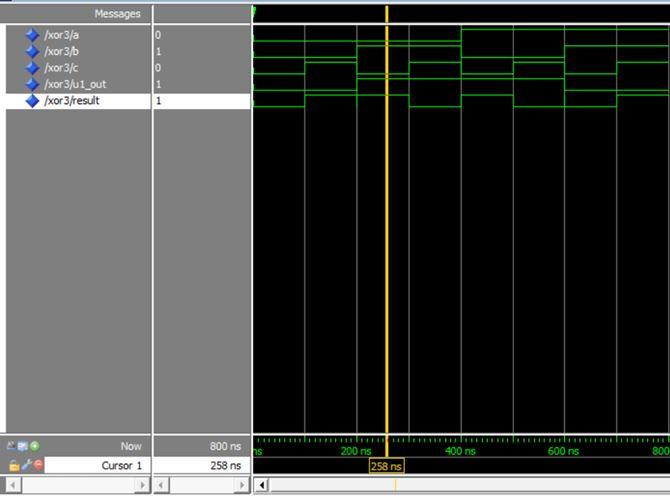 Messages
/xor3/a 0
/xor3/b 1
/xor3/c 0
/xor3/u1_out 1
/xor3/result 1
Now 800 ns
ns 200 ns 400 ns 600 ns 800
Cursor 1 258 ns
258 ns